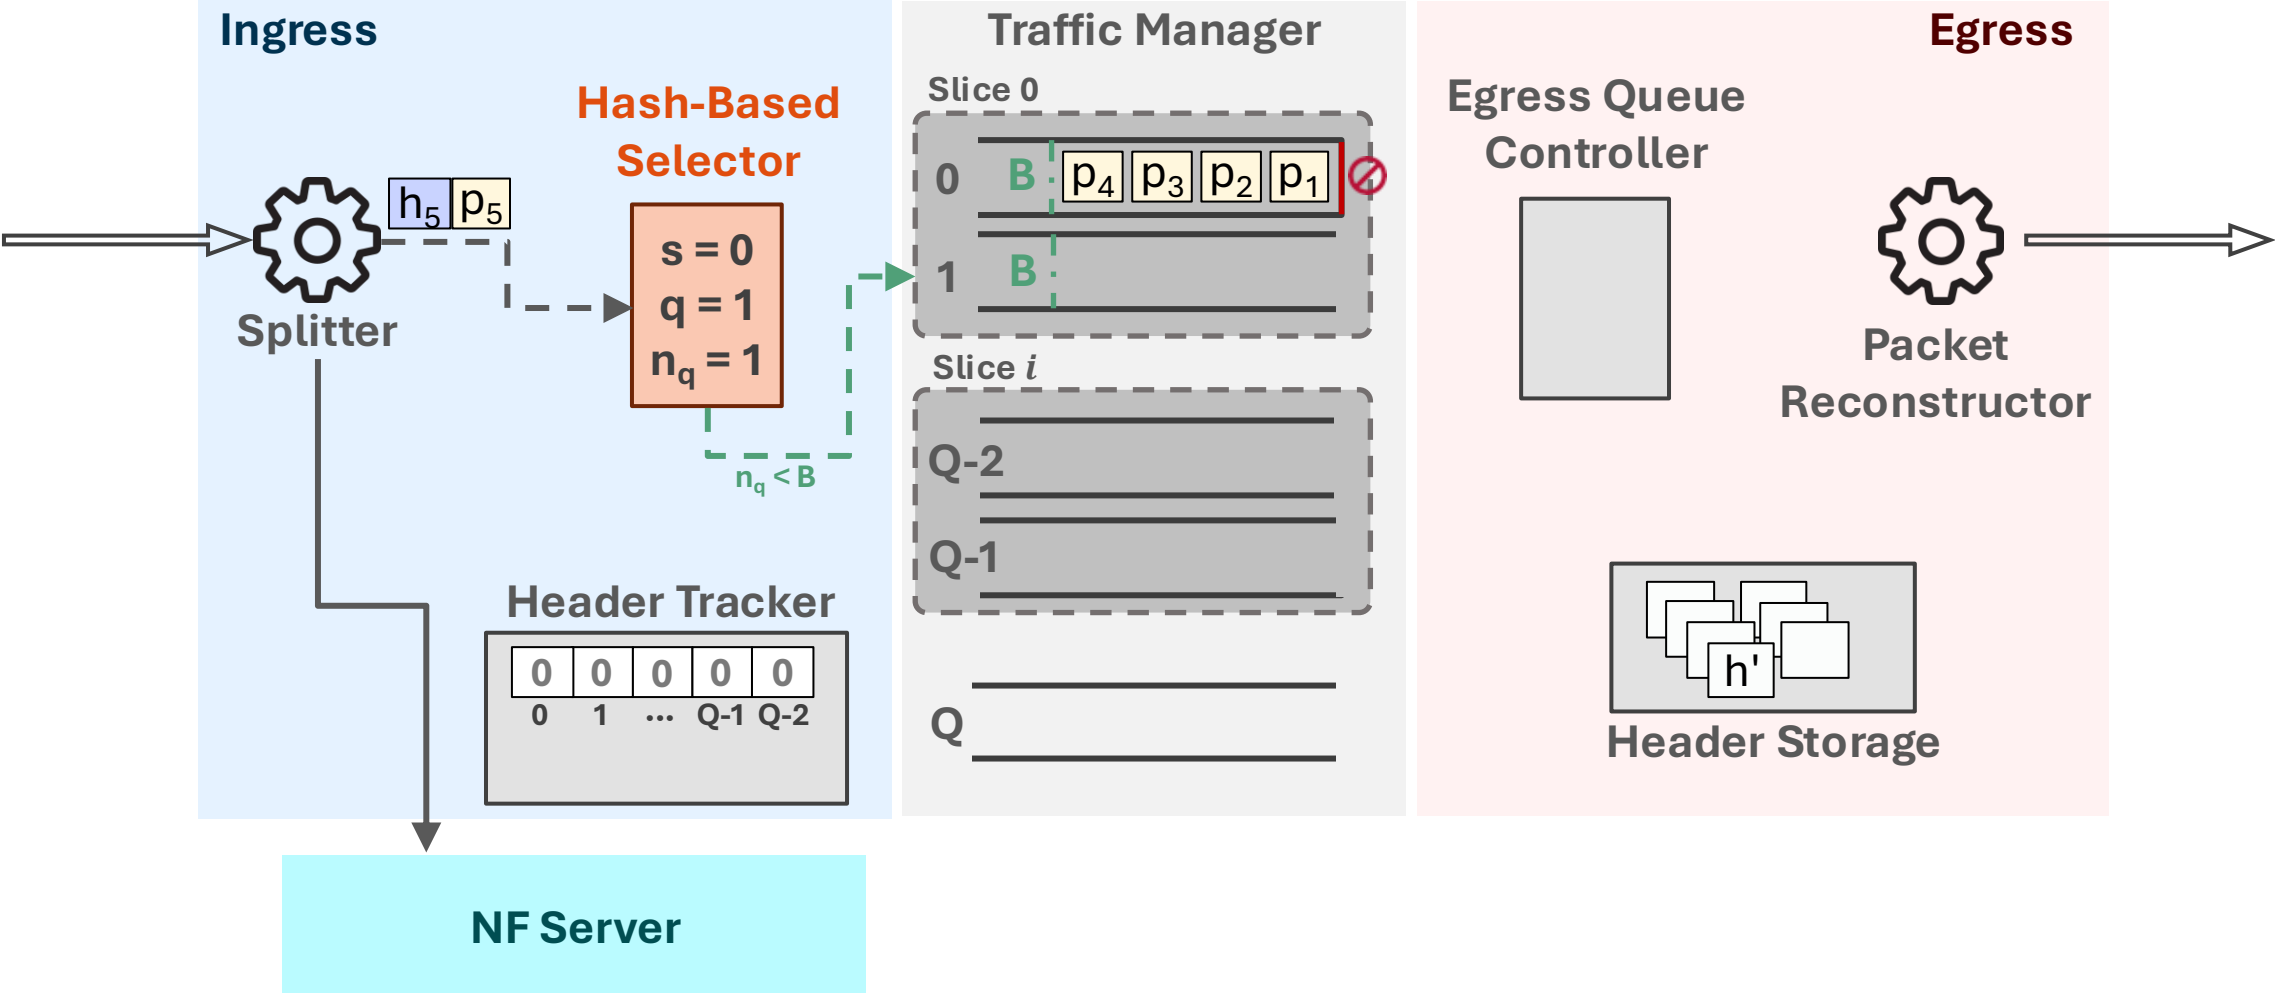 Ingress
Traffic Manager
Egress
Hash-Based
Selector
Slice 0
Egress Queue
Controller
h5 p5
0 B p4 p3 p2 p1
s = 0
q = 1
nq = 1
1 B
Splitter
Packet
Reconstructor
Slice i
nq < B
Q-2
Q-1
Header Tracker
0 0 0 0 0
0 1 ... Q-1 Q-2
h'
Q
Header Storage
NF Server